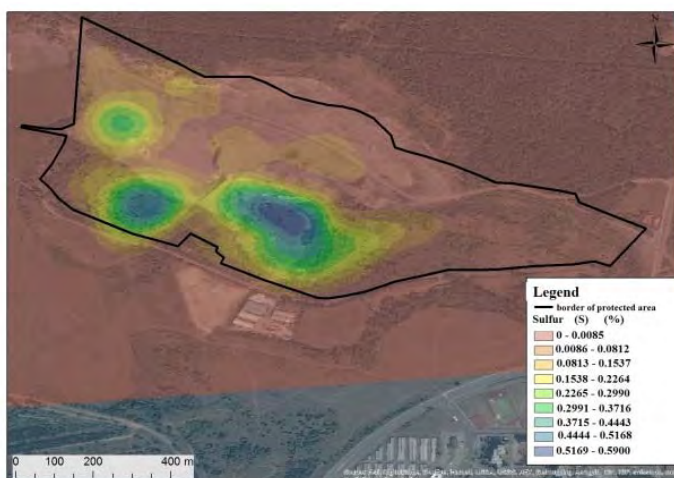 Z
Legend
border of protected area
Sulfur (S) (%)
0 - 0.0085
0.0086 - 0.0812
0.0813 - 0.1537
0.1538 - 0.2264
0.2265 - 0.2990
0.2991 - 0.3716
0.3715 - 0.4443
0.4444 - 0.5168
0.5169 - 0.5900
0 100 200 400 m